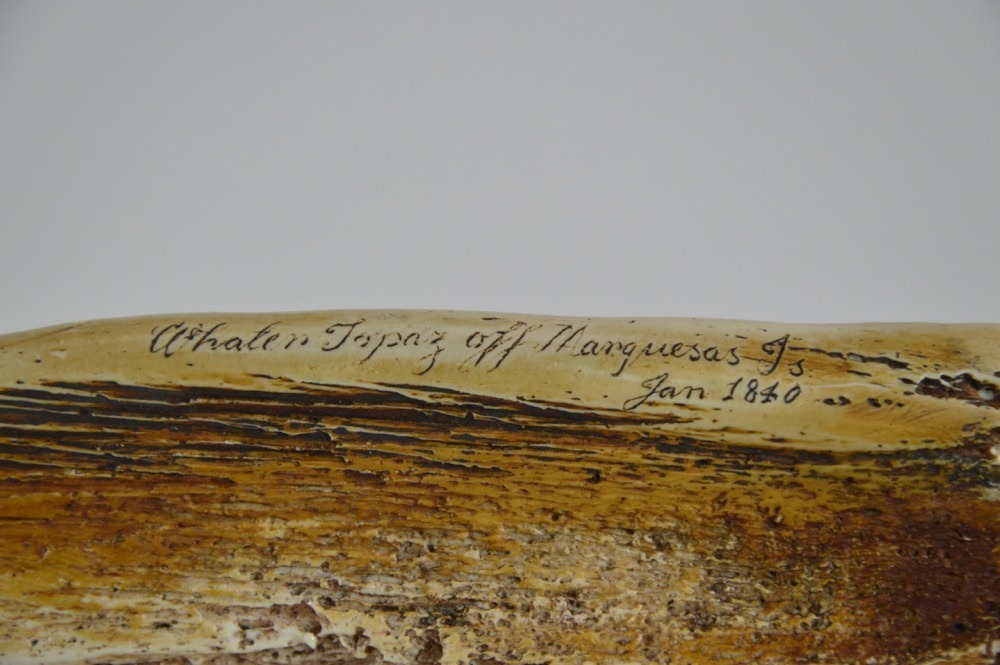 Whaler Topaz off Marquesas Is
Jan 1840